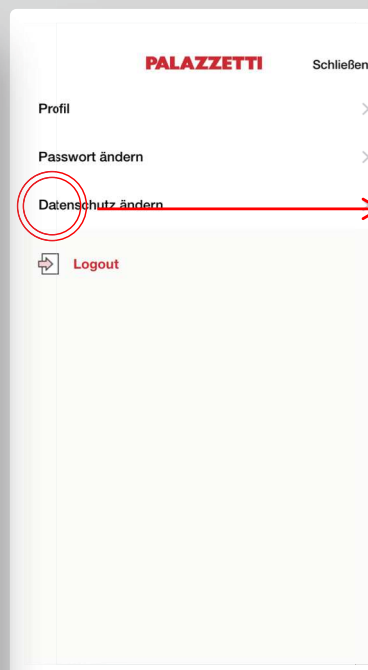 PALAZZETTI
Schließen
Profil
Passwort ändern
Datenschutz ändern
Logout